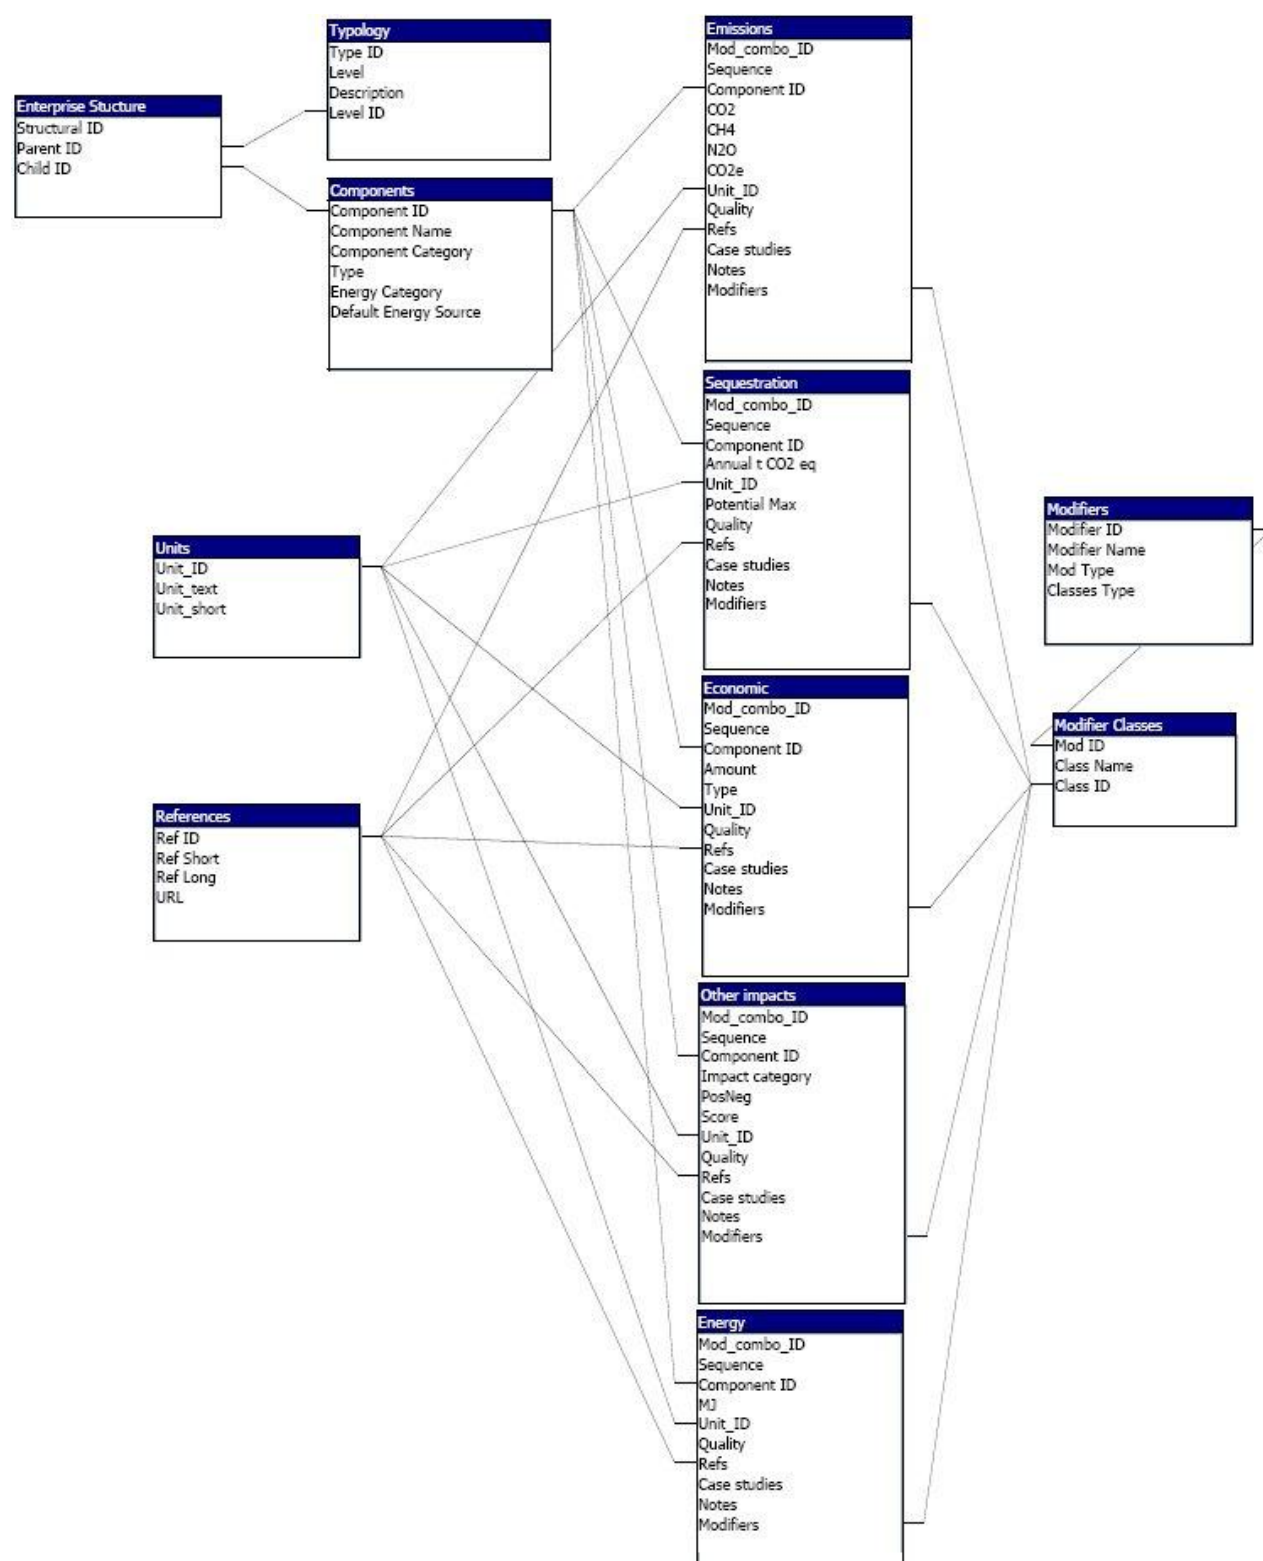 Typology
Type ID
Level
Description
Level ID
Enterprise Stucture
Structural ID
Parent ID
Child ID
Components
Component ID
Component Name
Component Category
Type
Energy Category
Default Energy Source
Units
Unit_ID
Unit_text
Unit_short
References
Ref ID
Ref Short
Ref Long
URL
Emissions
Mod_combo_ID
Sequence
Component ID
CO2
CH4
N2O
CO2e
Unit_ID
Quality
Refs
Case studies
Notes
Modifiers
Sequestration
Mod_combo_ID
Sequence
Component ID
Annual t CO2 eq
Unit_ID
Potential Max
Quality
Refs
Case studies
Notes
Modifiers
Economic
Mod_combo_ID
Sequence
Component ID
Amount
Type
Unit_ID
Quality
Refs
Case studies
Notes
Modifiers
Other impacts
Mod_combo_ID
Sequence
Component ID
Impact category
PosNeg
Score
Unit_ID
Quality
Refs
Case studies
Notes
Modifiers
Energy
Mod_combo_ID
Sequence
Component ID
MJ
Unit_ID
Quality
Refs
Case studies
Notes
Modifiers
Modifiers
Modifier ID
Modifier Name
Mod Type
Classes Type
Modifier Classes
Mod ID
Class Name
Class ID